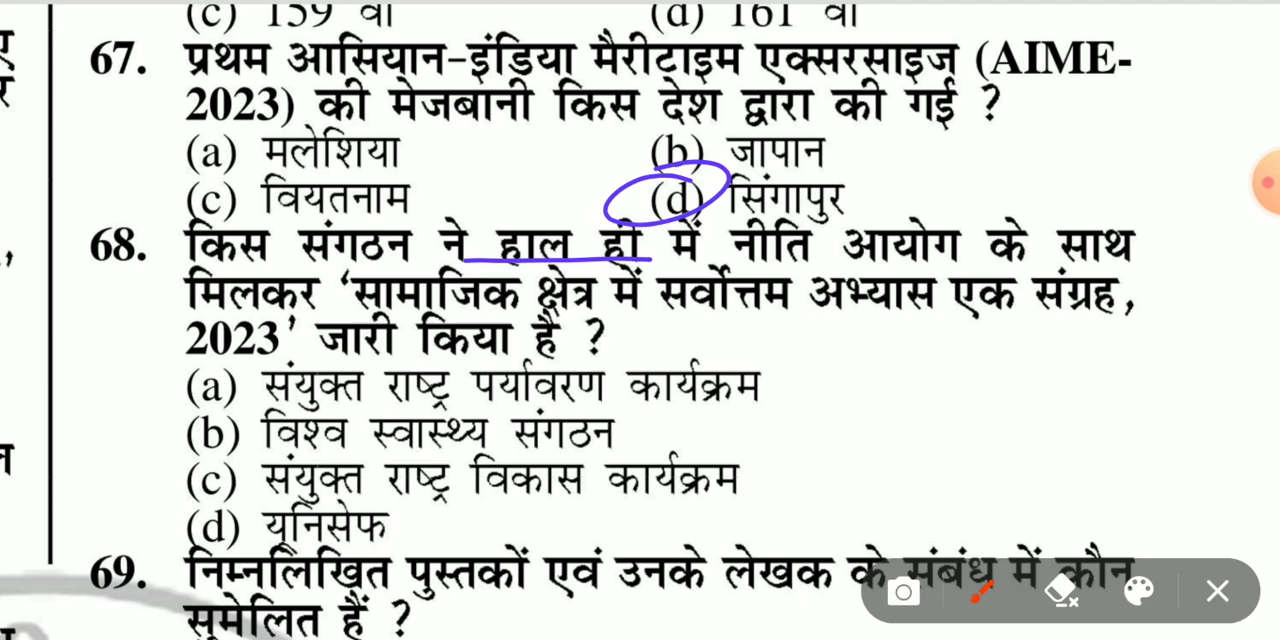 (c) 159 वां (d) 161 वां
67. प्रथम आसियान-इंडिया मैरीटाइम एक्सरसाइज (AIME-
2023) की मेजबानी किस देश द्वारा की गई ?
(a) मलेशिया (b) जापान
(c) वियतनाम (d) सिंगापुर
68. किस संगठन ने हाल ही में नीति आयोग के साथ
मिलकर ‘सामाजिक क्षेत्र में सर्वोत्तम अभ्यास एक संग्रह,
2023’ जारी किया है ?
(a) संयुक्त राष्ट्र पर्यावरण कार्यक्रम
(b) विश्व स्वास्थ्य संगठन
(c) संयुक्त राष्ट्र विकास कार्यक्रम
(d) यूनिसेफ
69. निम्नलिखित पुस्तकों एवं उनके लेखक के संबंध में कौन
सुमेलित हैं ?